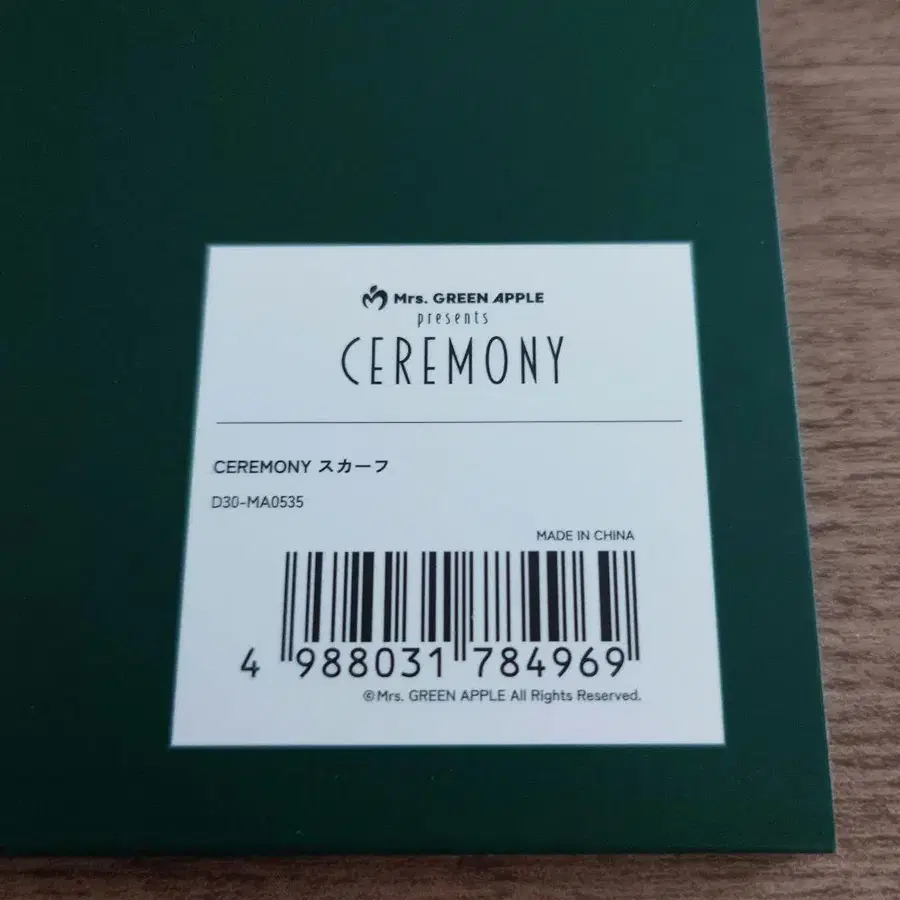 Mrs. GREEN APPLE
presents
CEREMONY
CEREMONY スカーフ
D30-MA0535
MADE IN CHINA
4 988031 784969
©Mrs. GREEN APPLE All Rights Reserved.